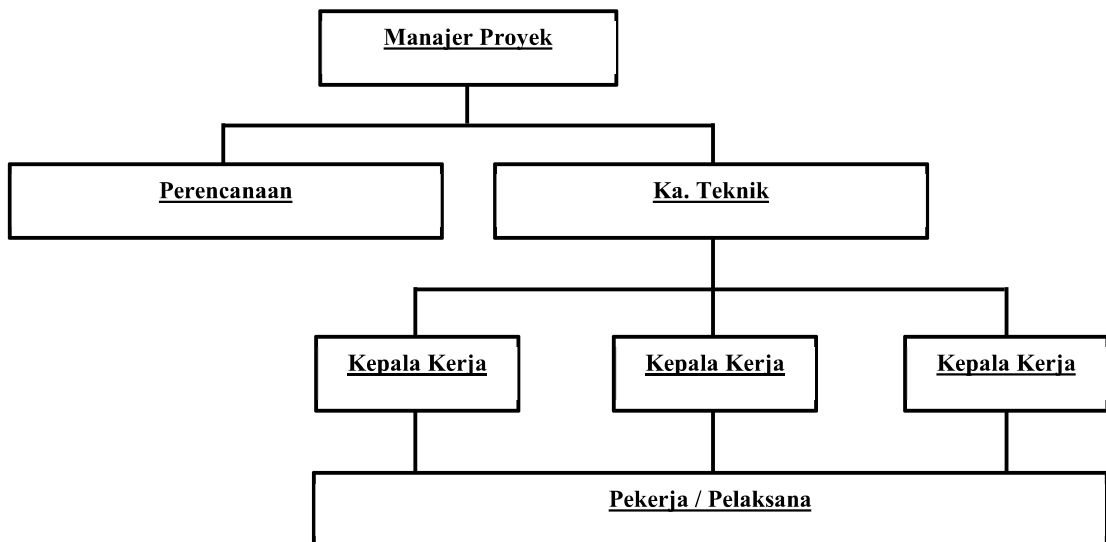 Manajer Proyek
Perencanaan
Ka. Teknik
Kepala Kerja
Kepala Kerja
Kepala Kerja
Pekerja / Pelaksana